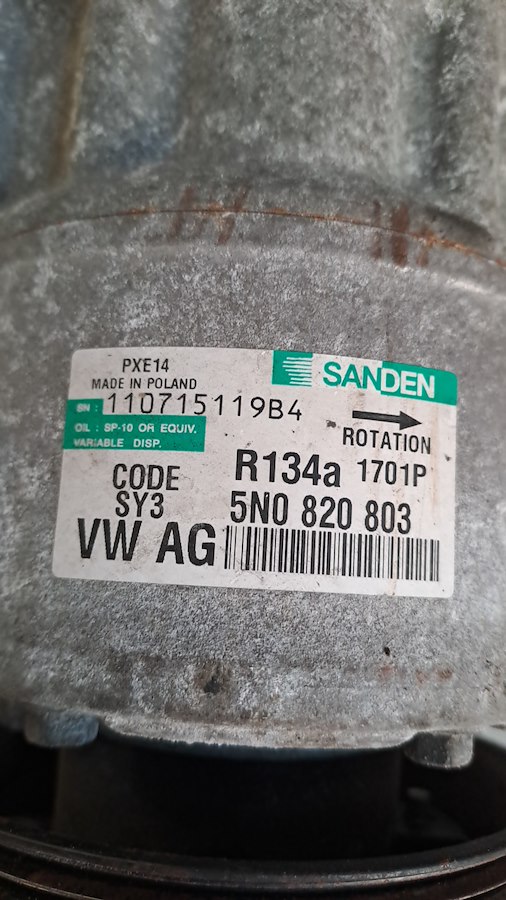 PXE14
MADE IN POLAND
SANDEN
SN : 110715119B4
OIL : SP-10 OR EQUIV.
VARIABLE DISP.
ROTATION
CODE
SY3
R134a 1701P
5N0 820 803
VW AG